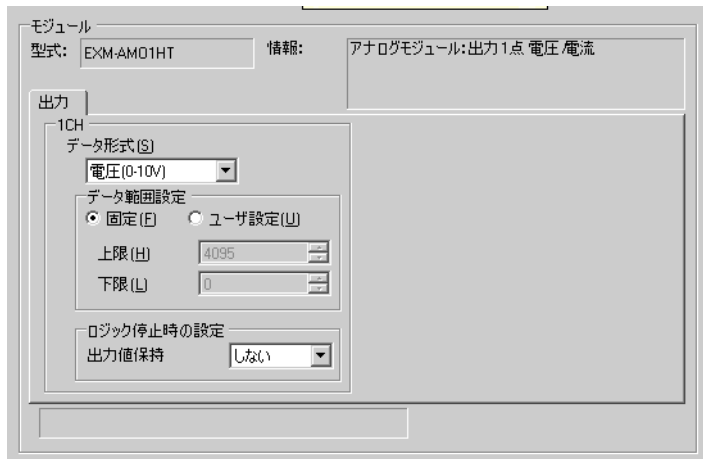 モジュール
型式: EXM-AMO1HT 情報: アナログモジュール:出力1点 電圧/電流
出力
1CH
データ形式(S)
電圧(0-10V)
データ範囲設定
固定(F) ユーザ設定(U)
上限(H) 4095
下限(L) 0
ロジック停止時の設定
出力値保持 しない